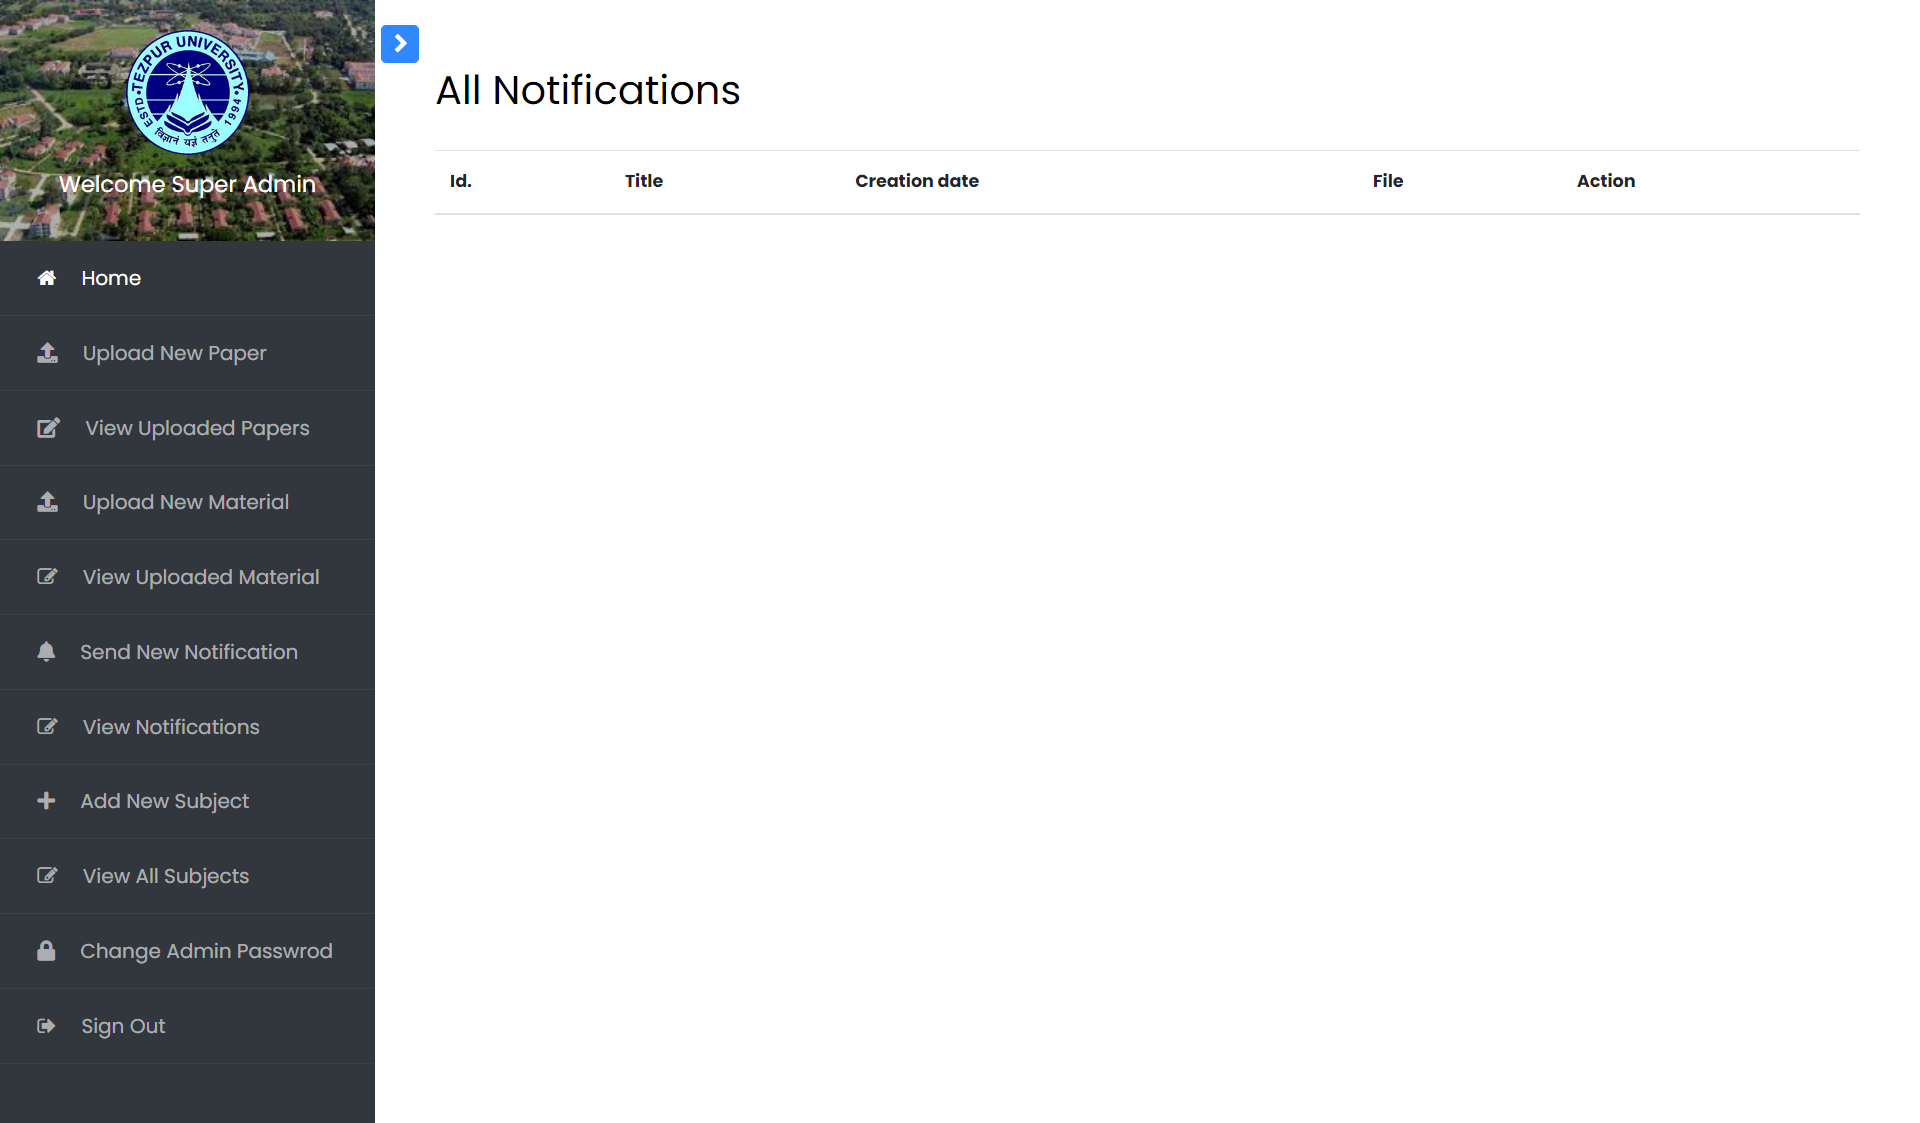 TEZPUR UNIVERSITY
ESTD 1994
विज्ञानं यज्ञं तनुते
Welcome Super Admin
Home
Upload New Paper
View Uploaded Papers
Upload New Material
View Uploaded Material
Send New Notification
View Notifications
Add New Subject
View All Subjects
Change Admin Passwrod
Sign Out
All Notifications
Id. Title Creation date File Action